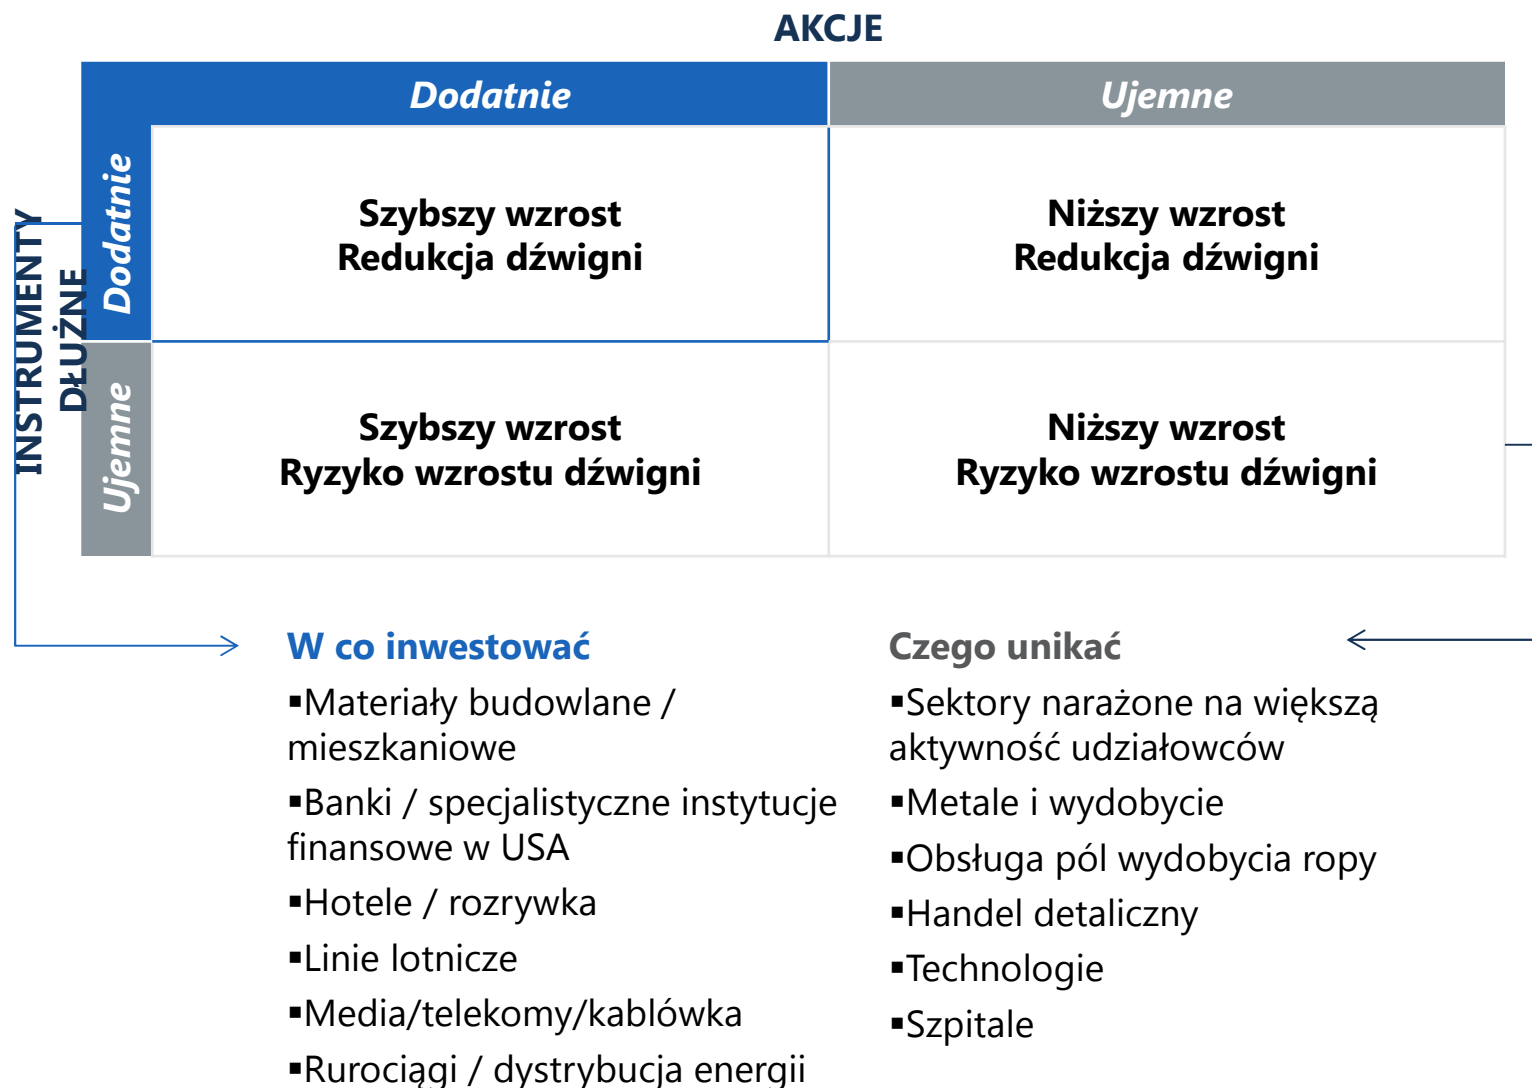 AKCJE
Dodatnie
Ujemne
INSTRUMENTY
DŁUŻNE
Dodatnie
Szybszy wzrost
Redukcja dźwigni
Niższy wzrost
Redukcja dźwigni
Ujemne
Szybszy wzrost
Ryzyko wzrostu dźwigni
Niższy wzrost
Ryzyko wzrostu dźwigni
W co inwestować
▪Materiały budowlane /
mieszkaniowe
▪Banki / specjalistyczne instytucje
finansowe w USA
▪Hotele / rozrywka
▪Linie lotnicze
▪Media/telekomy/kablówka
▪Rurociągi / dystrybucja energii
Czego unikać
▪Sektory narażone na większą
aktywność udziałowców
▪Metale i wydobycie
▪Obsługa pól wydobycia ropy
▪Handel detaliczny
▪Technologie
▪Szpitale